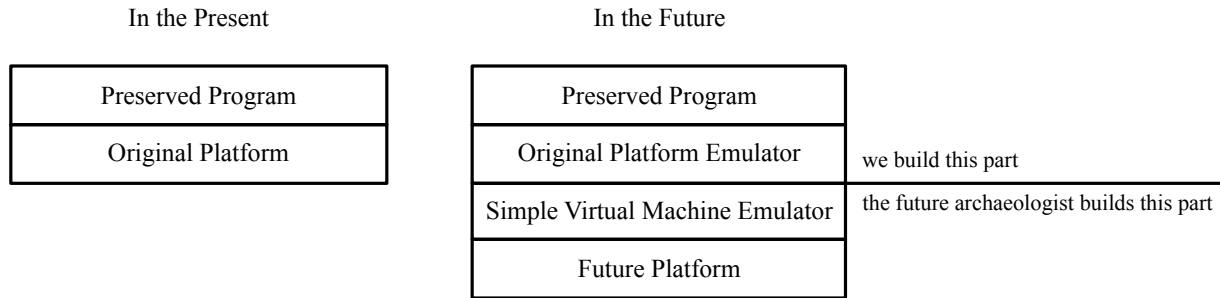 In the Present
Preserved Program
Original Platform
In the Future
Preserved Program
Original Platform Emulator
we build this part
Simple Virtual Machine Emulator
the future archaeologist builds this part
Future Platform